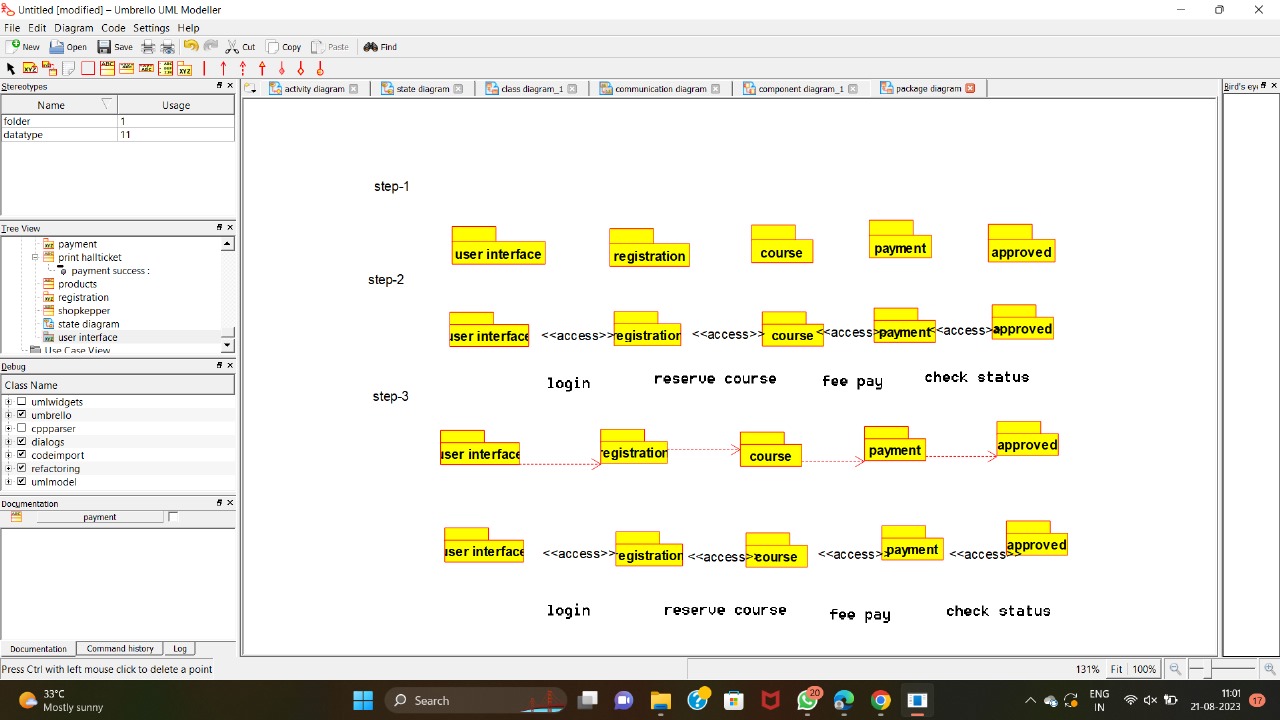 Untitled [modified] – Umbrello UML Modeller
File Edit Diagram Code Settings Help
New Open Save Cut Copy Paste Find
Stereotypes
Name Usage
folder 1
datatype 11
Tree View
payment
print hallticket
payment success :
products
registration
shopkepper
state diagram
user interface
Use Case View
Debug
Class Name
umlwidgets
umbrello
cppparser
dialogs
codeimport
refactoring
umlmodel
Documentation
payment
Documentation Command history Log
Press Ctrl with left mouse click to delete a point
activity diagram state diagram class diagram_1 communication diagram component diagram_1 package diagram
Bird's eye
step-1
user interface registration course payment approved
step-2
user interface <<access>> registration <<access>> course <<access>> payment <<access>> approved
login reserve course fee pay check status
step-3
user interface registration course payment approved
user interface <<access>> registration <<access>> course <<access>> payment <<access>> approved
login reserve course fee pay check status
131% Fit 100%
33°C
Mostly sunny
Search
20
ENG
IN
11:01
21-08-2023
17